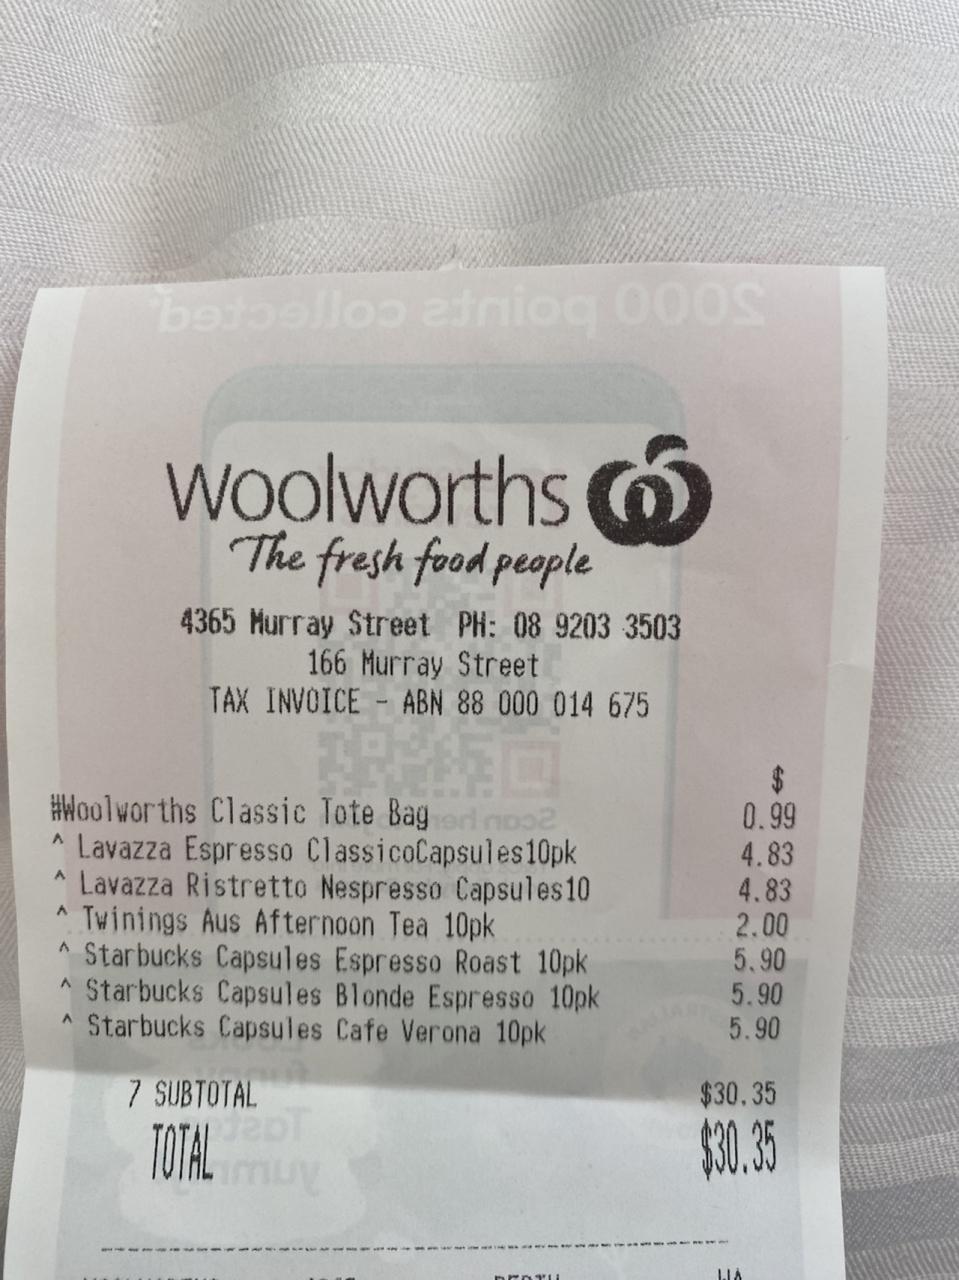 2000 points collected*
Woolworths
The fresh food people
4365 Murray Street PH: 08 9203 3503
166 Murray Street
TAX INVOICE - ABN 88 000 014 675
$
#Woolworths Classic Tote Bag 0.99
^ Lavazza Espresso ClassicoCapsules10pk 4.83
^ Lavazza Ristretto Nespresso Capsules10 4.83
^ Twinings Aus Afternoon Tea 10pk 2.00
^ Starbucks Capsules Espresso Roast 10pk 5.90
^ Starbucks Capsules Blonde Espresso 10pk 5.90
^ Starbucks Capsules Cafe Verona 10pk 5.90
7 SUBTOTAL $30.35
TOTAL $30.35